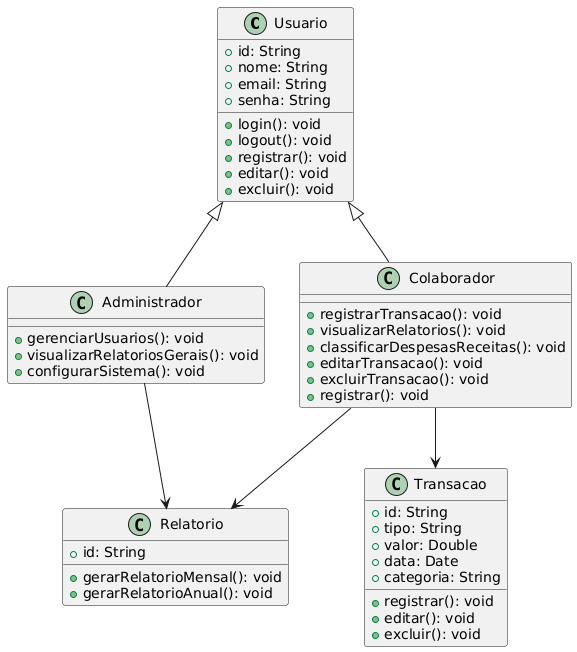 C Usuario
id: String
nome: String
email: String
senha: String
login(): void
logout(): void
registrar(): void
editar(): void
excluir(): void
C Administrador
gerenciarUsuarios(): void
visualizarRelatoriosGerais(): void
configurarSistema(): void
C Colaborador
registrarTransacao(): void
visualizarRelatorios(): void
classificarDespesasReceitas(): void
editarTransacao(): void
excluirTransacao(): void
registrar(): void
C Relatorio
id: String
gerarRelatorioMensal(): void
gerarRelatorioAnual(): void
C Transacao
id: String
tipo: String
valor: Double
data: Date
categoria: String
registrar(): void
editar(): void
excluir(): void